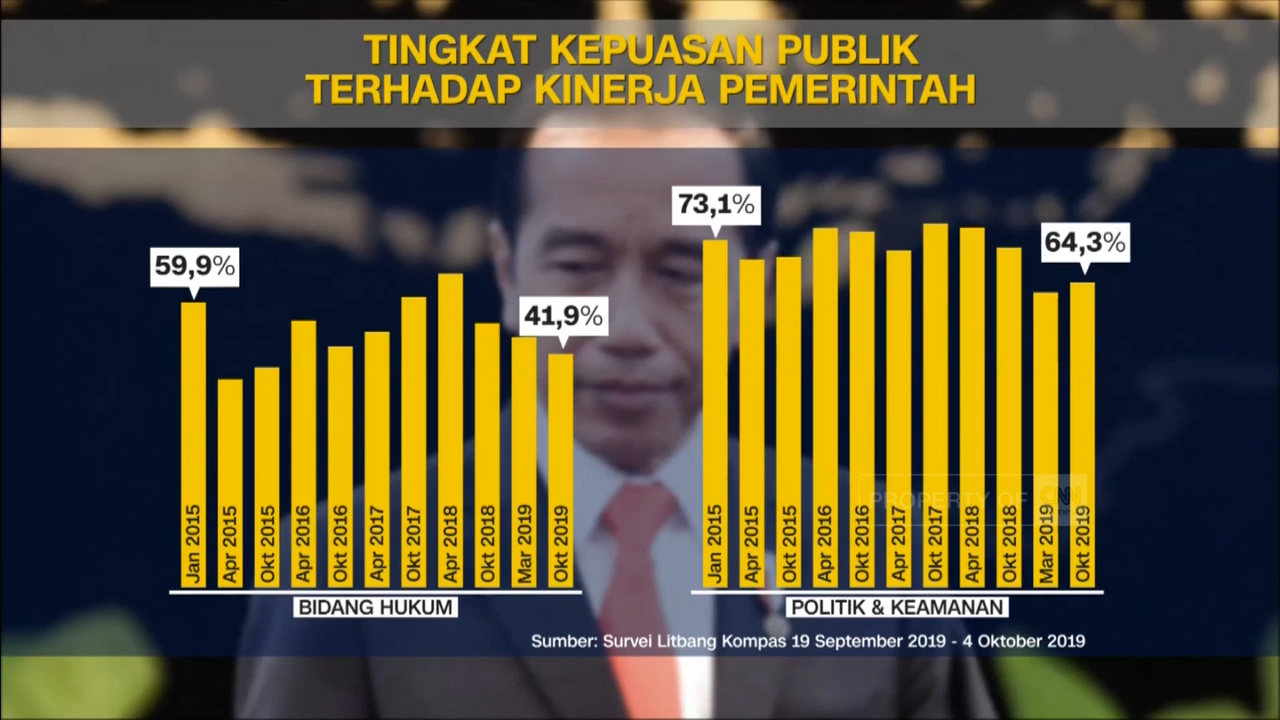 TINGKAT KEPUASAN PUBLIK
TERHADAP KINERJA PEMERINTAH
59,9%
41,9%
Jan 2015
Apr 2015
Okt 2015
Apr 2016
Okt 2016
Apr 2017
Okt 2017
Apr 2018
Okt 2018
Mar 2019
Okt 2019
BIDANG HUKUM
73,1%
64,3%
Jan 2015
Apr 2015
Okt 2015
Apr 2016
Okt 2016
Apr 2017
Okt 2017
Apr 2018
Okt 2018
Mar 2019
Okt 2019
POLITIK & KEAMANAN
PROPERTY OF CNN
Sumber: Survei Litbang Kompas 19 September 2019 - 4 Oktober 2019